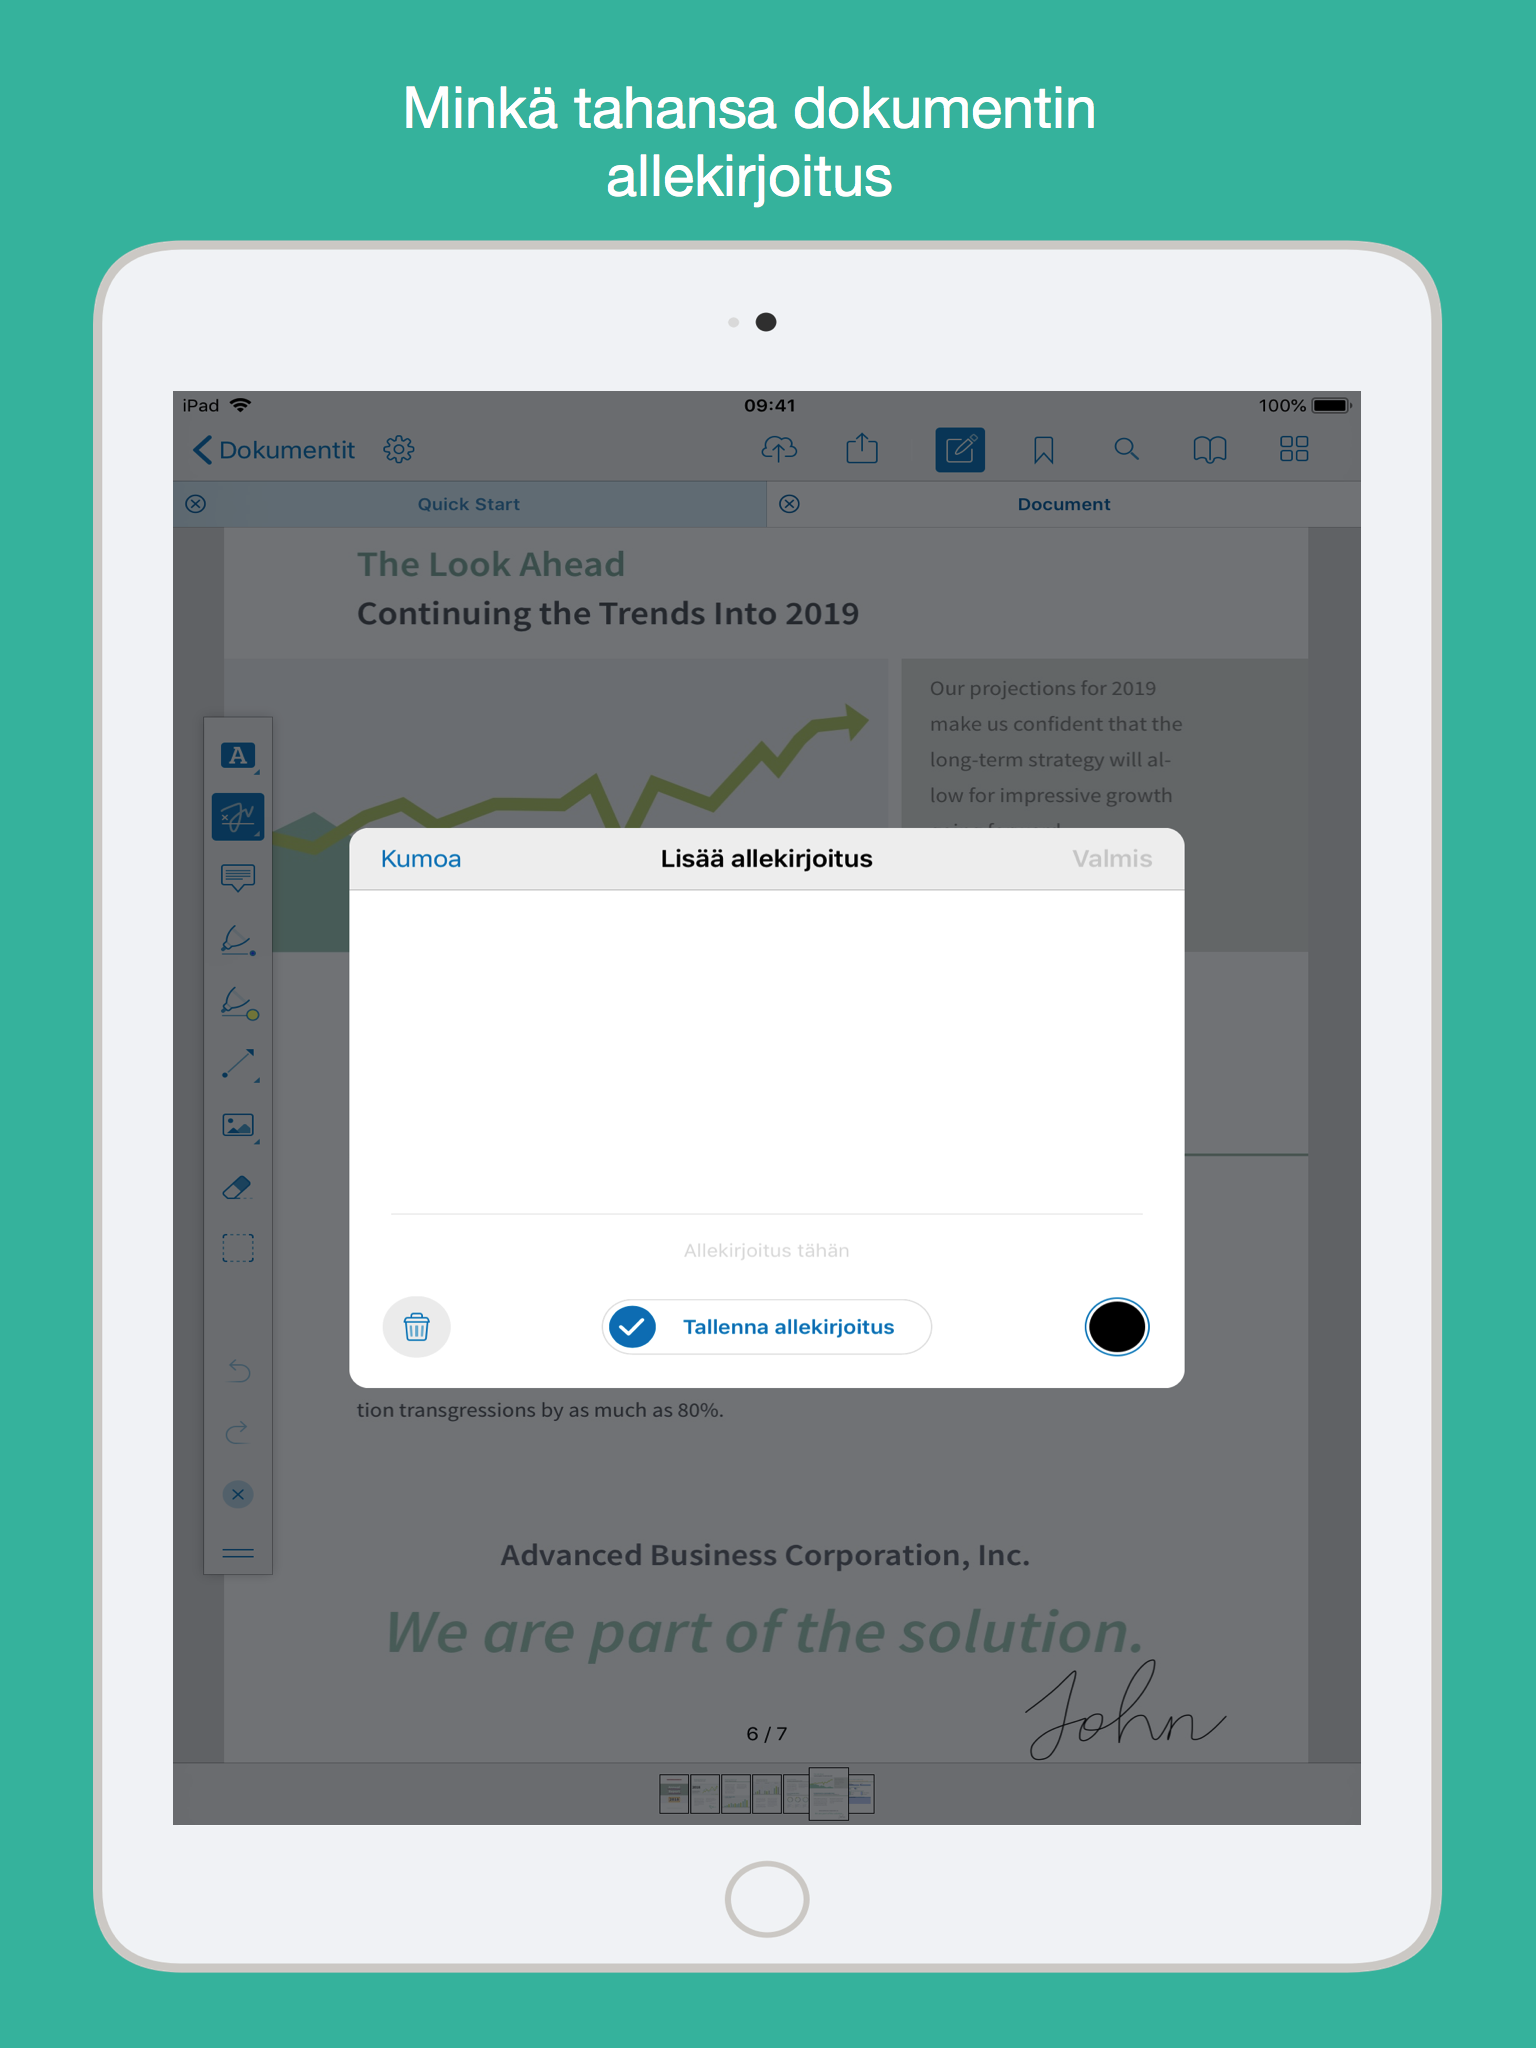 Minkä tahansa dokumentin
allekirjoitus
iPad 09:41 100%
Dokumentit
Quick Start Document
The Look Ahead
Continuing the Trends Into 2019
Our projections for 2019
make us confident that the
long-term strategy will al-
low for impressive growth
A
Kumoa Lisää allekirjoitus Valmis
Allekirjoitus tähän
Tallenna allekirjoitus
tion transgressions by as much as 80%.
Advanced Business Corporation, Inc.
We are part of the solution.
John
6 / 7